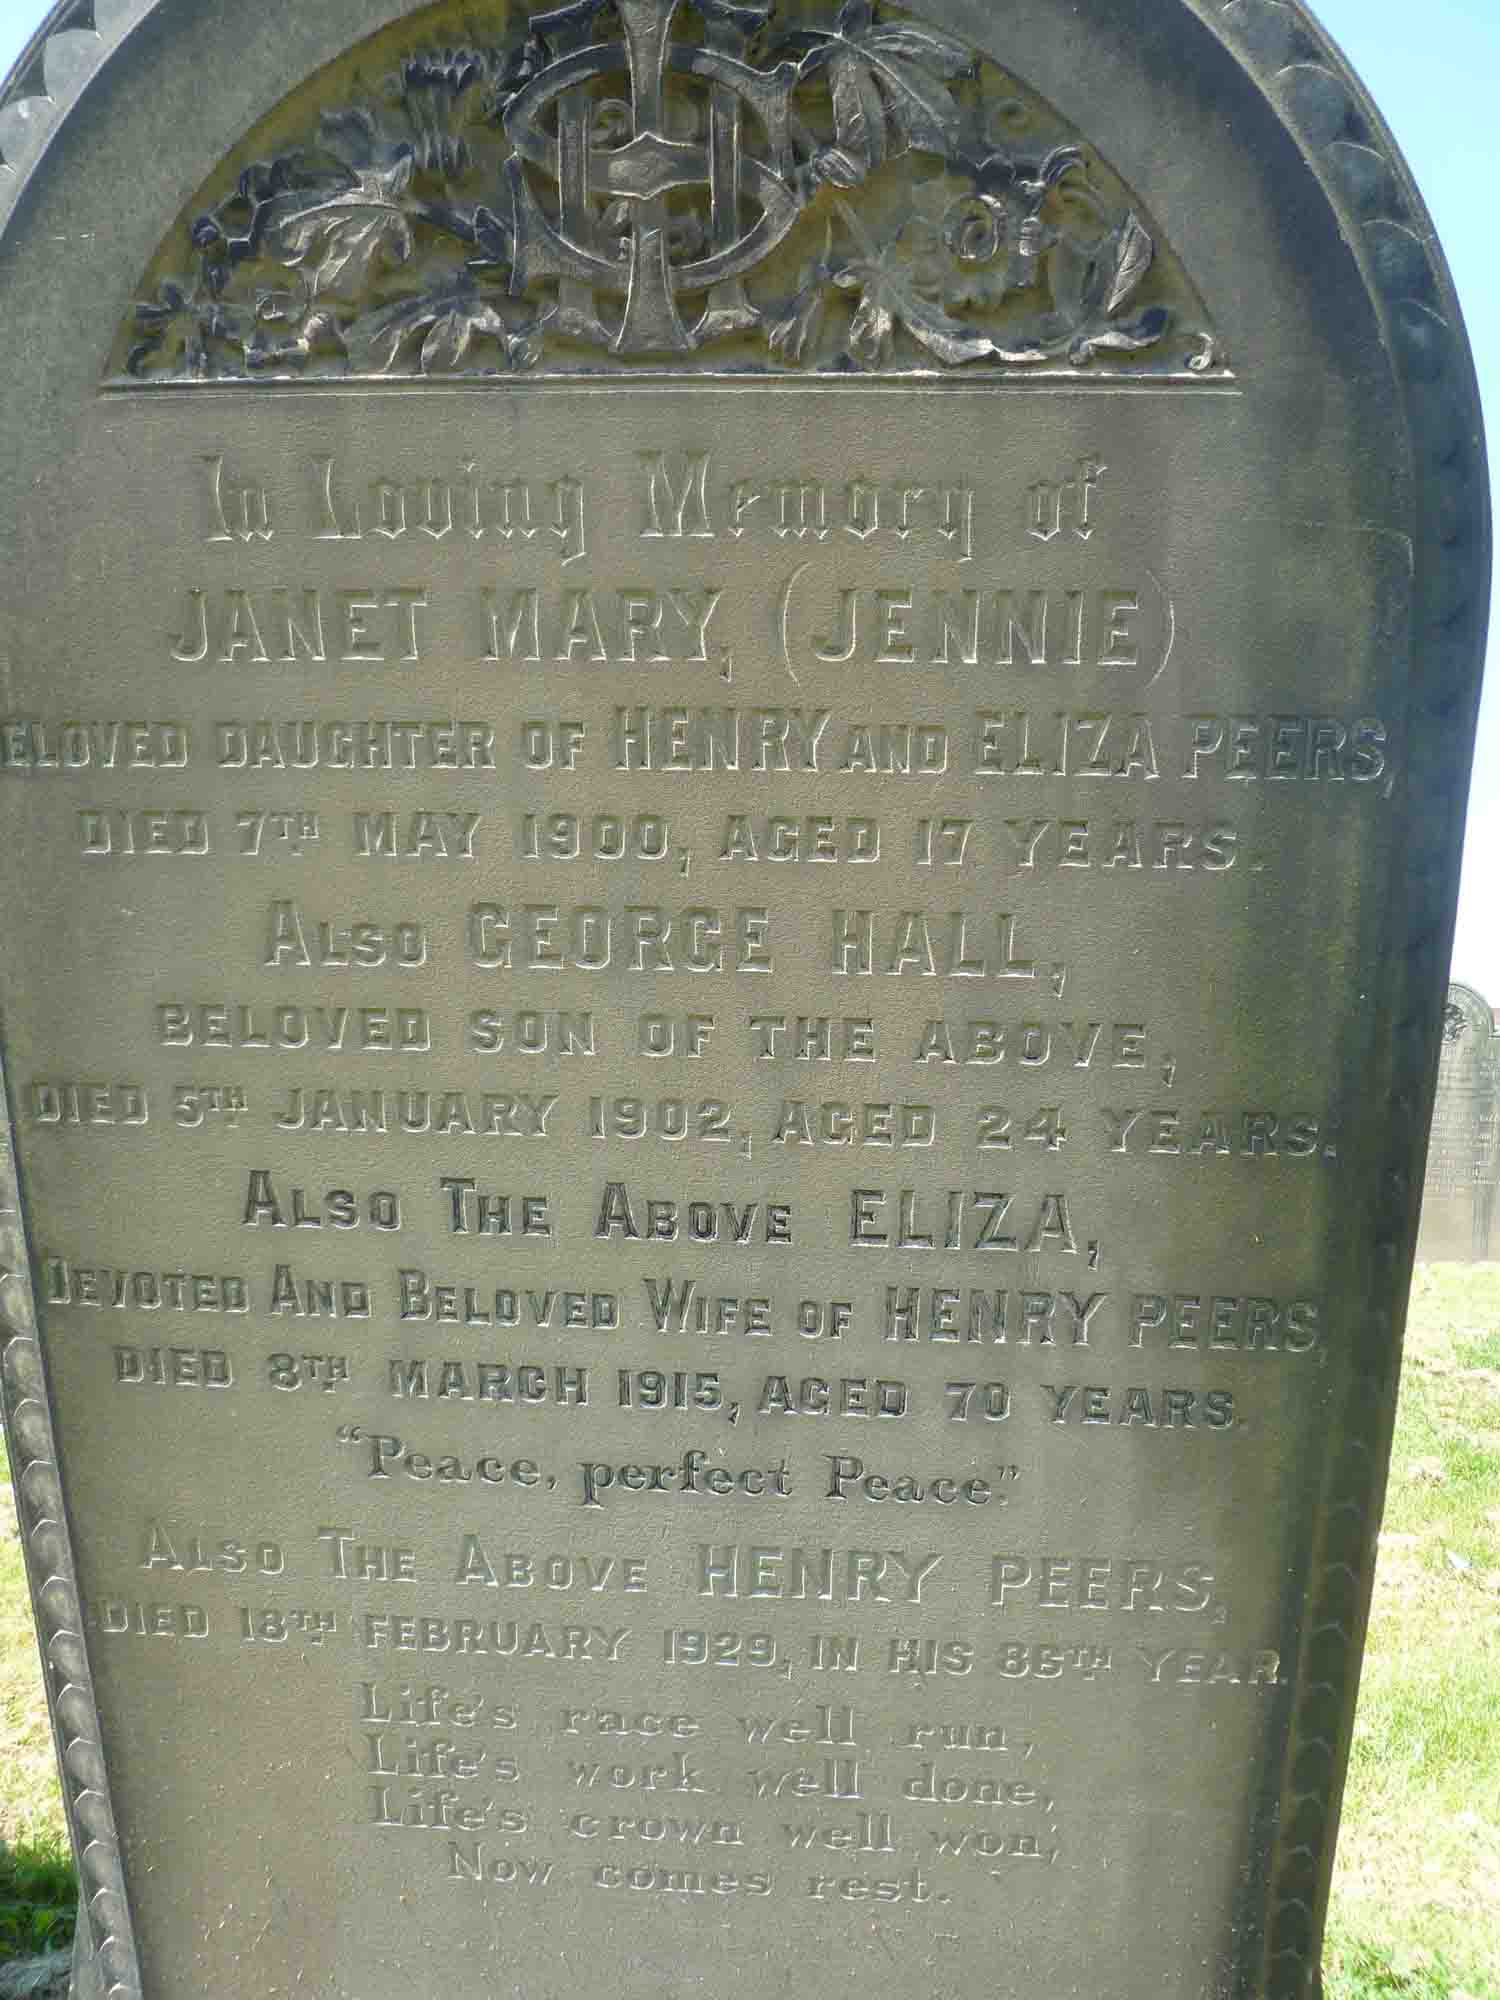 IHS
In Loving Memory of
JANET MARY, (JENNIE)
ELOVED DAUGHTER OF HENRY AND ELIZA PEERS,
DIED 7TH MAY 1900, AGED 17 YEARS.
ALSO GEORGE HALL,
BELOVED SON OF THE ABOVE,
DIED 5TH JANUARY 1902, AGED 24 YEARS.
ALSO THE ABOVE ELIZA,
DEVOTED AND BELOVED WIFE OF HENRY PEERS,
DIED 8TH MARCH 1915, AGED 70 YEARS.
"Peace, perfect Peace."
ALSO THE ABOVE HENRY PEERS,
DIED 18TH FEBRUARY 1929, IN HIS 86TH YEAR.
Life's race well run,
Life's work well done,
Life's crown well won,
Now comes rest.